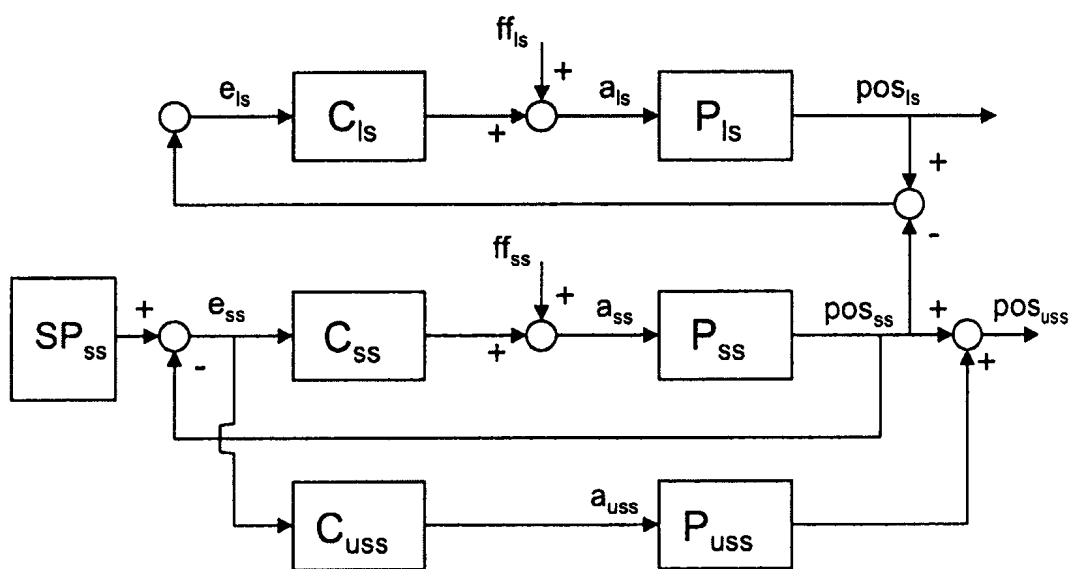 ff_ls
+
e_ls
C_ls
+
a_ls
P_ls
pos_ls
+
-
ff_ss
+
SP_ss
+
-
e_ss
C_ss
+
a_ss
P_ss
pos_ss
+
pos_uss
+
C_uss
a_uss
P_uss